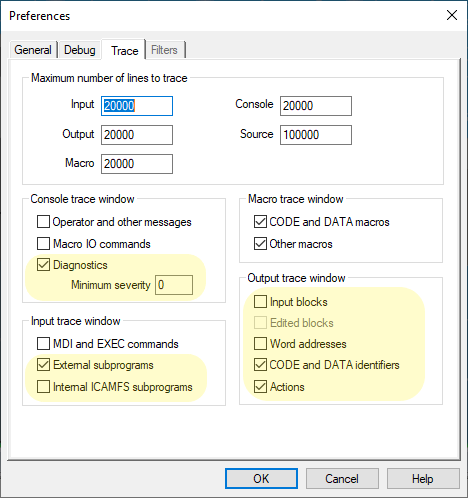 Preferences
General Debug Trace Filters
Maximum number of lines to trace
Input 20000 Console 20000
Output 20000 Source 100000
Macro 20000
Console trace window
Operator and other messages
Macro IO commands
Diagnostics
Minimum severity 0
Macro trace window
CODE and DATA macros
Other macros
Input trace window
MDI and EXEC commands
External subprograms
Internal ICAMFS subprograms
Output trace window
Input blocks
Edited blocks
Word addresses
CODE and DATA identifiers
Actions
OK Cancel Help